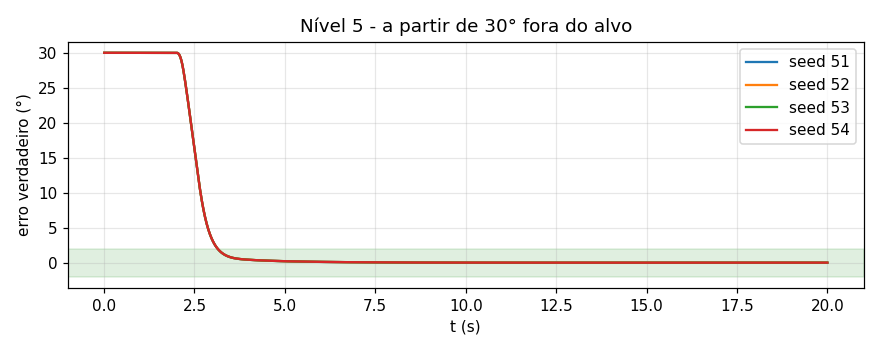 Nível 5 - a partir de 30° fora do alvo
erro verdadeiro (°)
30
25
20
15
10
5
0
seed 51
seed 52
seed 53
seed 54
0.0 2.5 5.0 7.5 10.0 12.5 15.0 17.5 20.0
t (s)